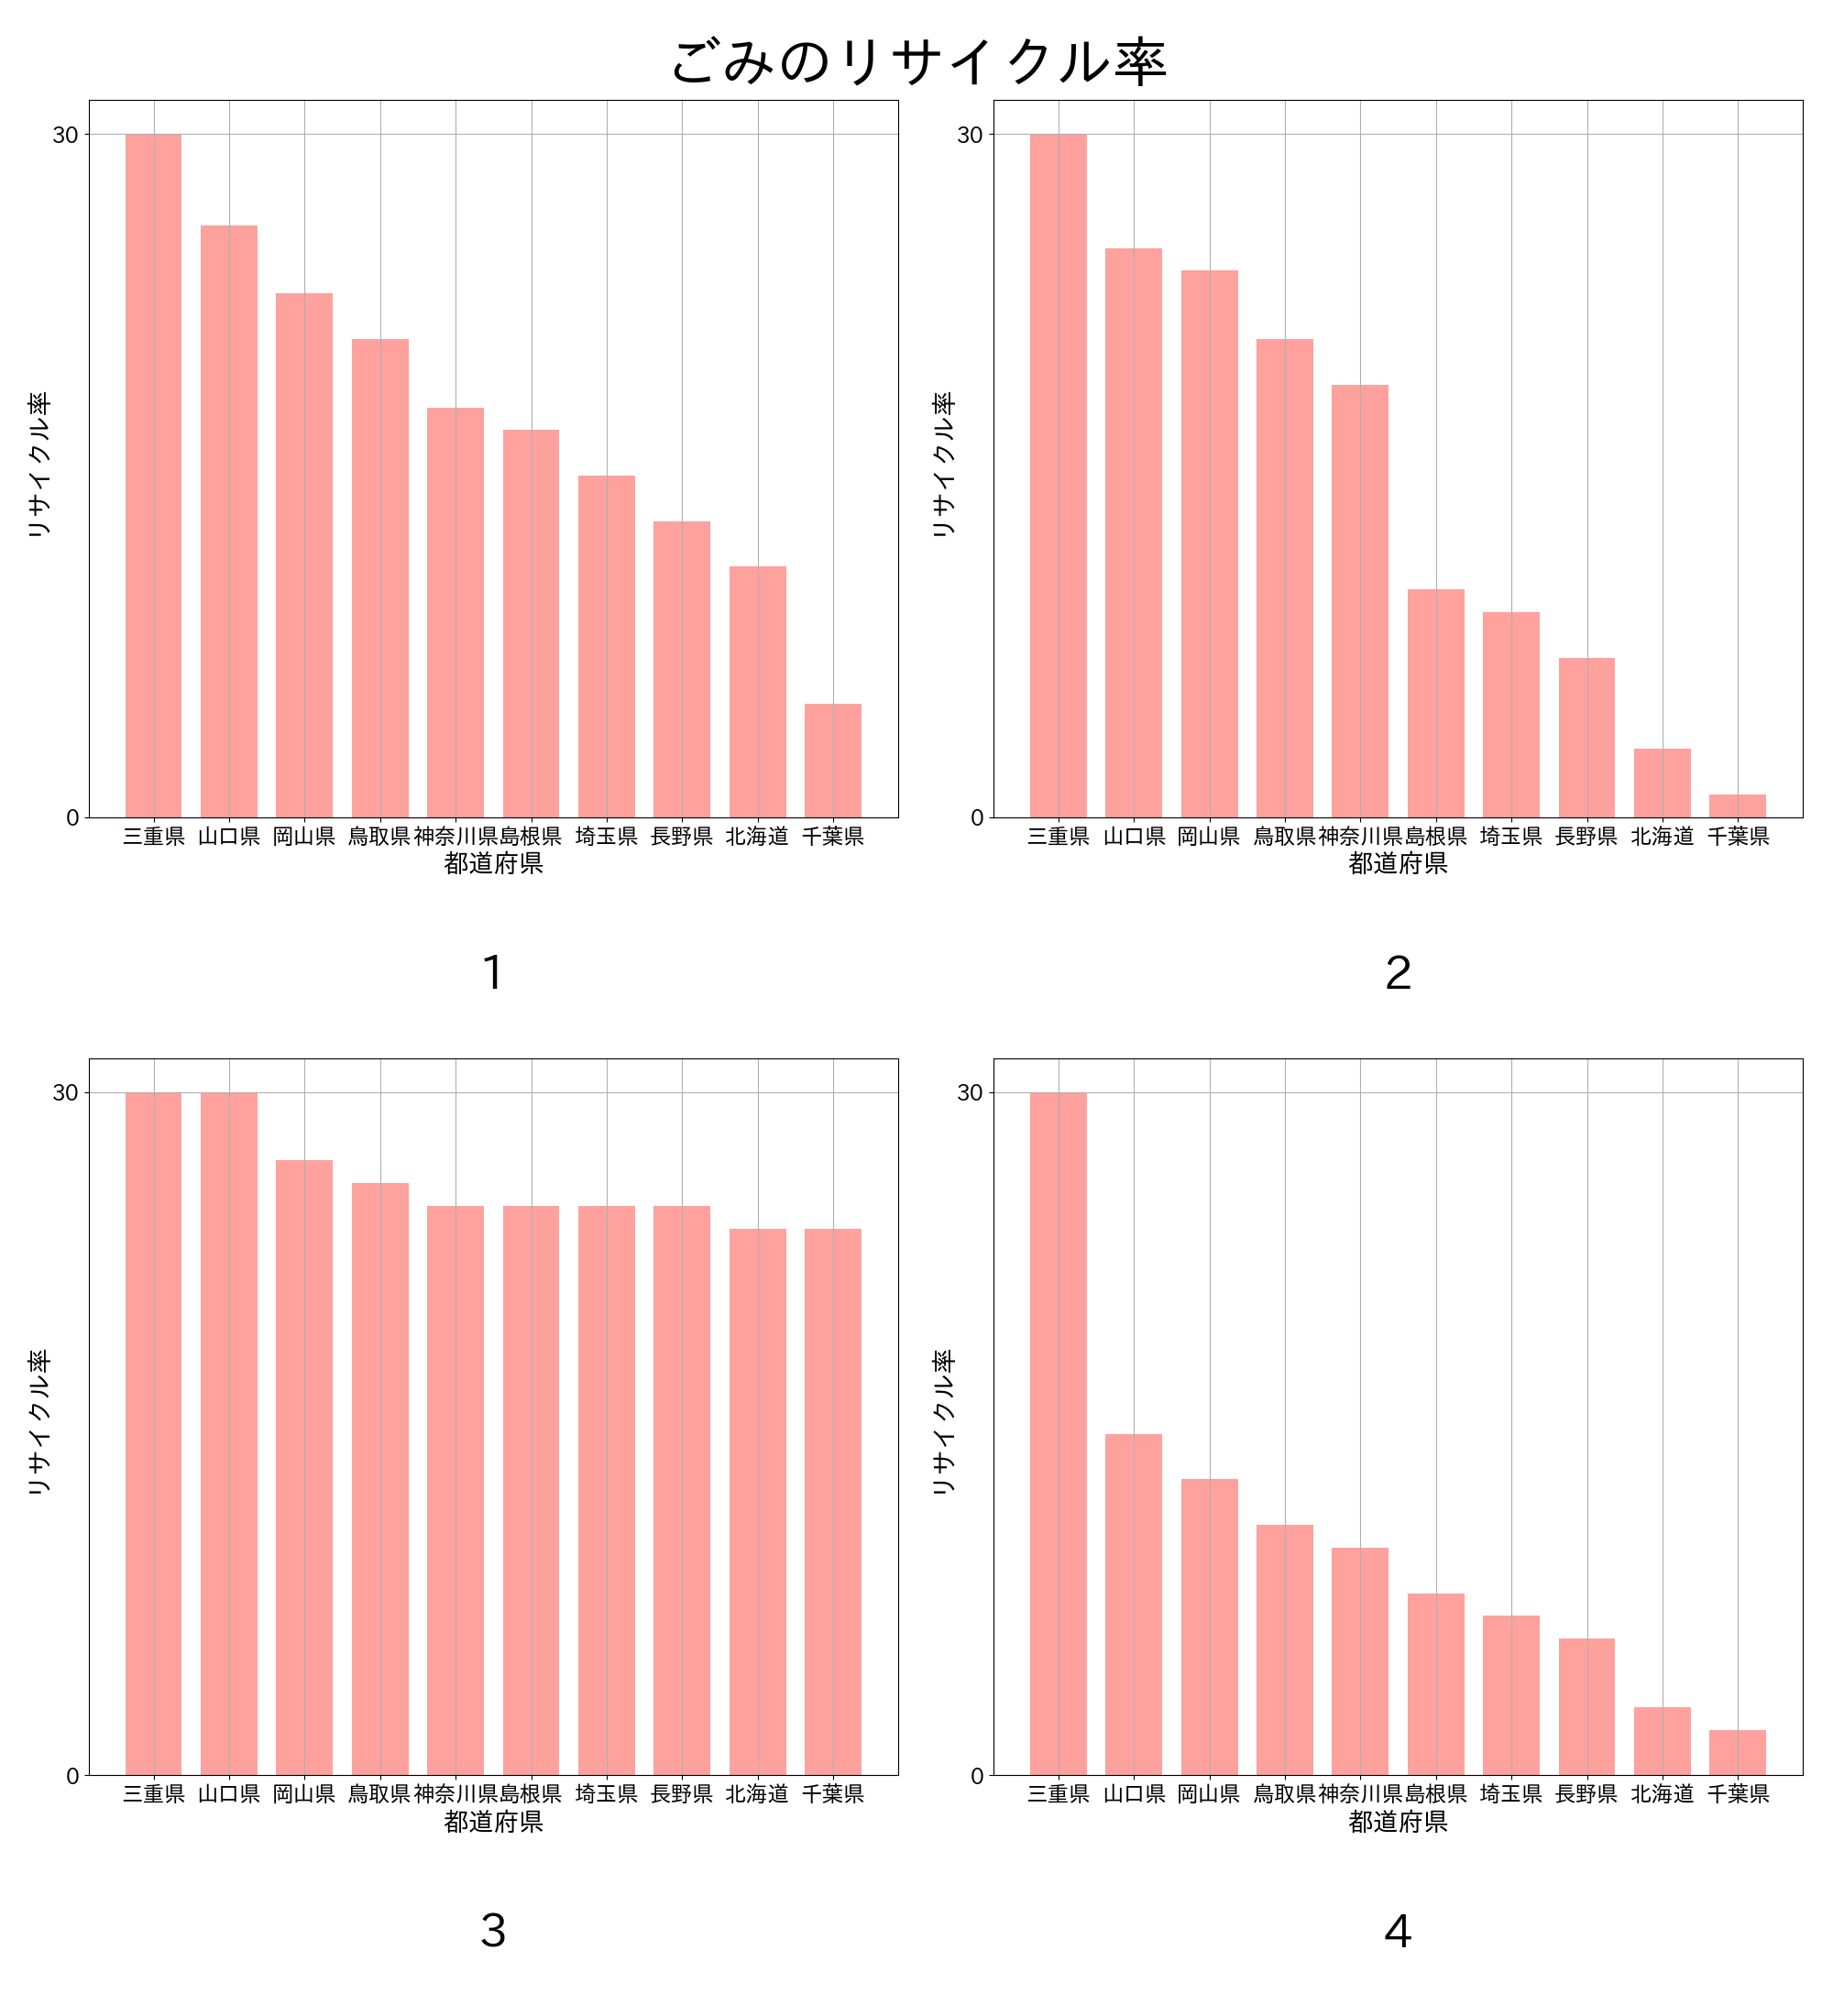 ごみのリサイクル率
30
0
リサイクル率
三重県 山口県 岡山県 鳥取県 神奈川県 島根県 埼玉県 長野県 北海道 千葉県
都道府県
1
30
0
リサイクル率
三重県 山口県 岡山県 鳥取県 神奈川県 島根県 埼玉県 長野県 北海道 千葉県
都道府県
2
30
0
リサイクル率
三重県 山口県 岡山県 鳥取県 神奈川県 島根県 埼玉県 長野県 北海道 千葉県
都道府県
3
30
0
リサイクル率
三重県 山口県 岡山県 鳥取県 神奈川県 島根県 埼玉県 長野県 北海道 千葉県
都道府県
4